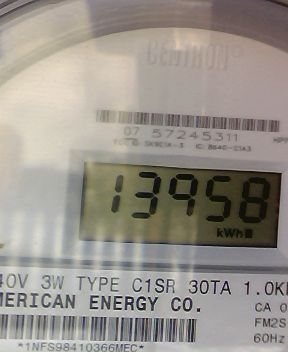 07 57245311
13958
kWh
40V 3W TYPE C1SR 30TA 1.0K
MERICAN ENERGY CO.
CA 0
FM2S
60Hz
*1NFS98410366MEC*